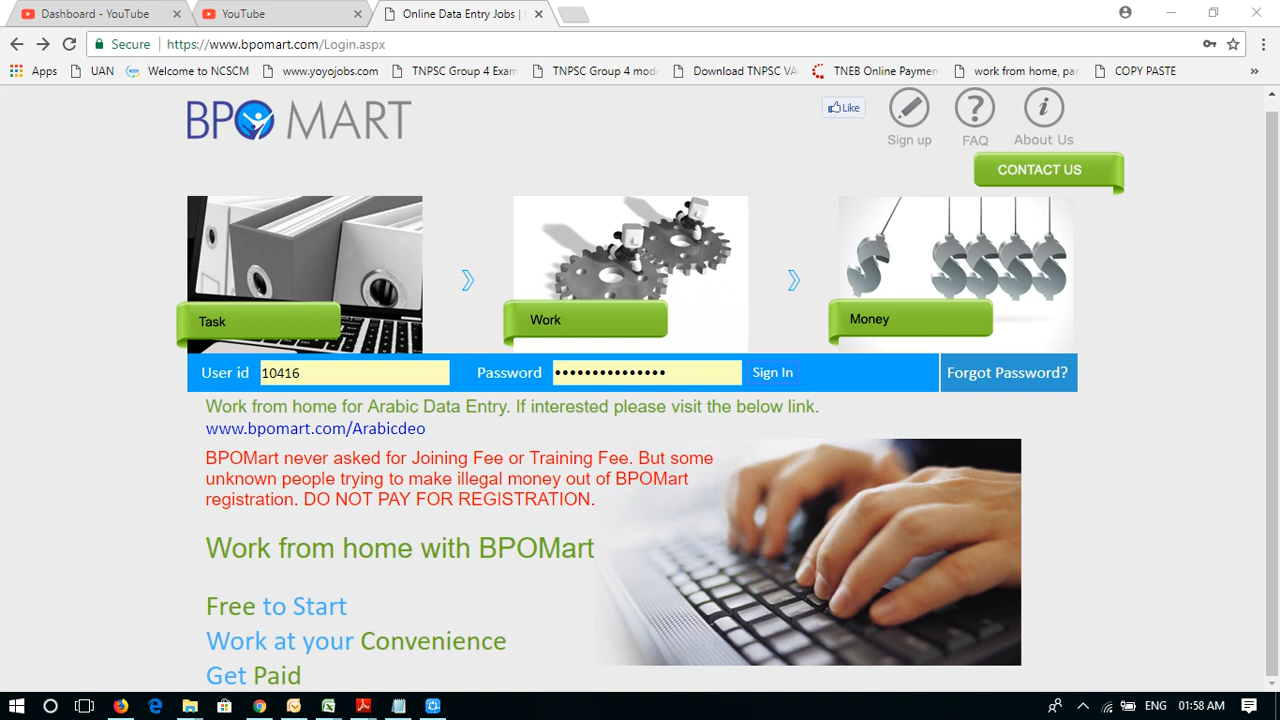 Dashboard - YouTube
YouTube
Online Data Entry Jobs |
Secure
https://www.bpomart.com/Login.aspx
Apps
UAN
Welcome to NCSCM
www.yoyojobs.com
TNPSC Group 4 Exam
TNPSC Group 4 mode
Download TNPSC VA
TNEB Online Paymen
work from home, par
COPY PASTE
BPO MART
Like
Sign up
FAQ
About Us
CONTACT US
Task
Work
Money
User id
10416
Password
Sign In
Forgot Password?
Work from home for Arabic Data Entry. If interested please visit the below link.
www.bpomart.com/Arabicdeo
BPOMart never asked for Joining Fee or Training Fee. But some
unknown people trying to make illegal money out of BPOMart
registration. DO NOT PAY FOR REGISTRATION.
Work from home with BPOMart
Free to Start
Work at your Convenience
Get Paid
ENG
01:58 AM